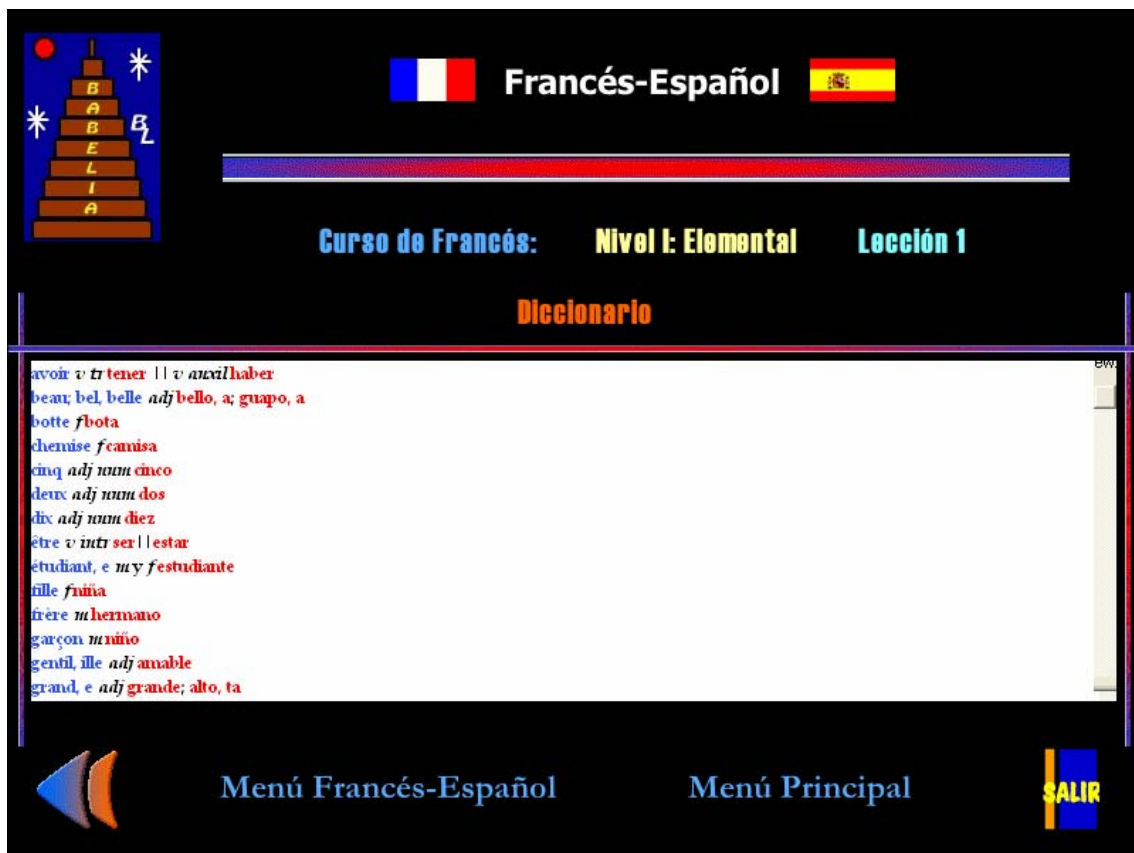 BABELIA
BL
Francés-Español
Curso de Francés: Nivel I: Elemental Lección 1
Diccionario
avoir v tr tener || v auxil haber
beau; bel, belle adj bello, a; guapo, a
botte f bota
chemise f camisa
cinq adj num cinco
deux adj num dos
dix adj num diez
être v intr ser || estar
étudiant, e m y f estudiante
fille f niña
frère m hermano
garçon m niño
gentil, ille adj amable
grand, e adj grande; alto, ta
Menú Francés-Español Menú Principal
SALIR